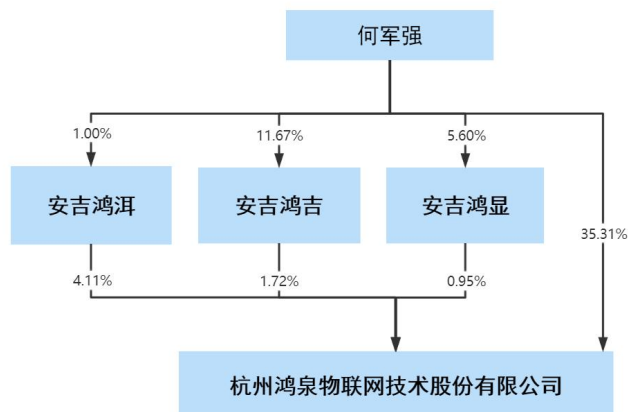 何军强
1.00%
11.67%
5.60%
安吉鸿洱
安吉鸿吉
安吉鸿显
35.31%
4.11%
1.72%
0.95%
杭州鸿泉物联网技术股份有限公司